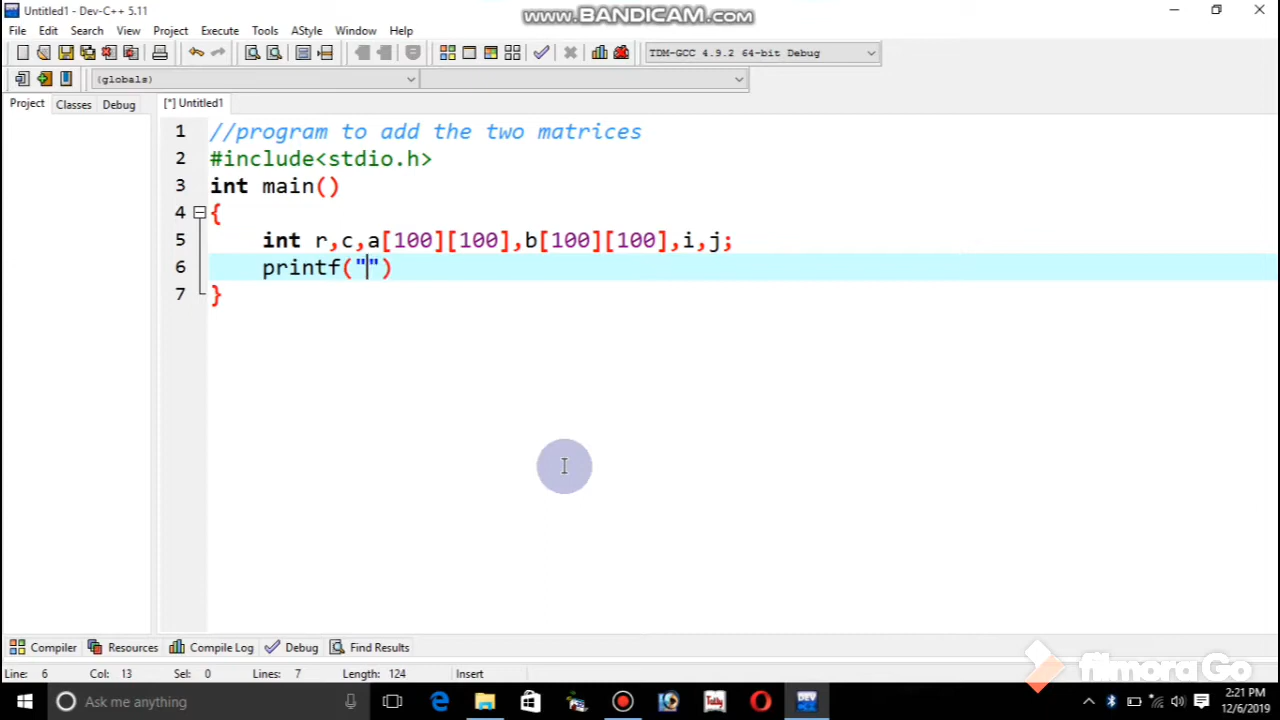 Untitled1 - Dev-C++ 5.11
www.BANDICAM.com
File Edit Search View Project Execute Tools AStyle Window Help
TDM-GCC 4.9.2 64-bit Debug
(globals)
Project Classes Debug [*] Untitled1
1 //program to add the two matrices
2 #include<stdio.h>
3 int main()
4 {
5 int r,c,a[100][100],b[100][100],i,j;
6 printf("")
7 }
Compiler Resources Compile Log Debug Find Results
Line: 6 Col: 13 Sel: 0 Lines: 7 Length: 124 Insert
filmora Go
Ask me anything
2:21 PM
12/6/2019